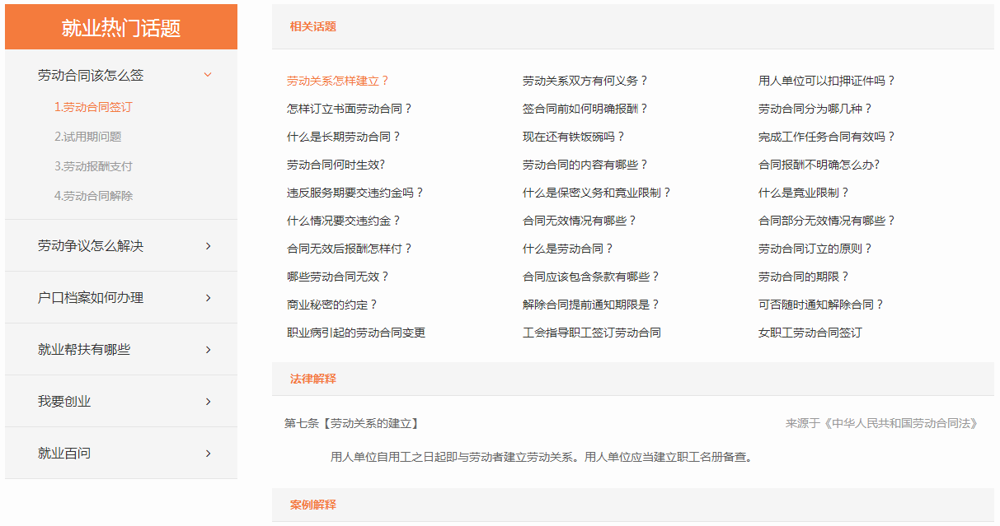 就业热门话题
劳动合同该怎么签
1.劳动合同签订
2.试用期问题
3.劳动报酬支付
4.劳动合同解除
劳动争议怎么解决
户口档案如何办理
就业帮扶有哪些
我要创业
就业百问
相关话题
劳动关系怎样建立？ 劳动关系双方有何义务？ 用人单位可以扣押证件吗？
怎样订立书面劳动合同？ 签合同前如何明确报酬？ 劳动合同分为哪几种？
什么是长期劳动合同？ 现在还有铁饭碗吗？ 完成工作任务合同有效吗？
劳动合同何时生效? 劳动合同的内容有哪些？ 合同报酬不明确怎么办?
违反服务期要交违约金吗？ 什么是保密义务和竟业限制？ 什么是竟业限制？
什么情况要交违约金？ 合同无效情况有哪些？ 合同部分无效情况有哪些？
合同无效后报酬怎样付？ 什么是劳动合同？ 劳动合同订立的原则？
哪些劳动合同无效？ 合同应该包含条款有哪些？ 劳动合同的期限？
商业秘密的约定？ 解除合同提前通知期限是？ 可否随时通知解除合同？
职业病引起的劳动合同变更 工会指导职工签订劳动合同 女职工劳动合同签订
法律解释
第七条【劳动关系的建立】 来源于《中华人民共和国劳动合同法》
用人单位自用工之日起即与劳动者建立劳动关系。用人单位应当建立职工名册备查。
案例解释